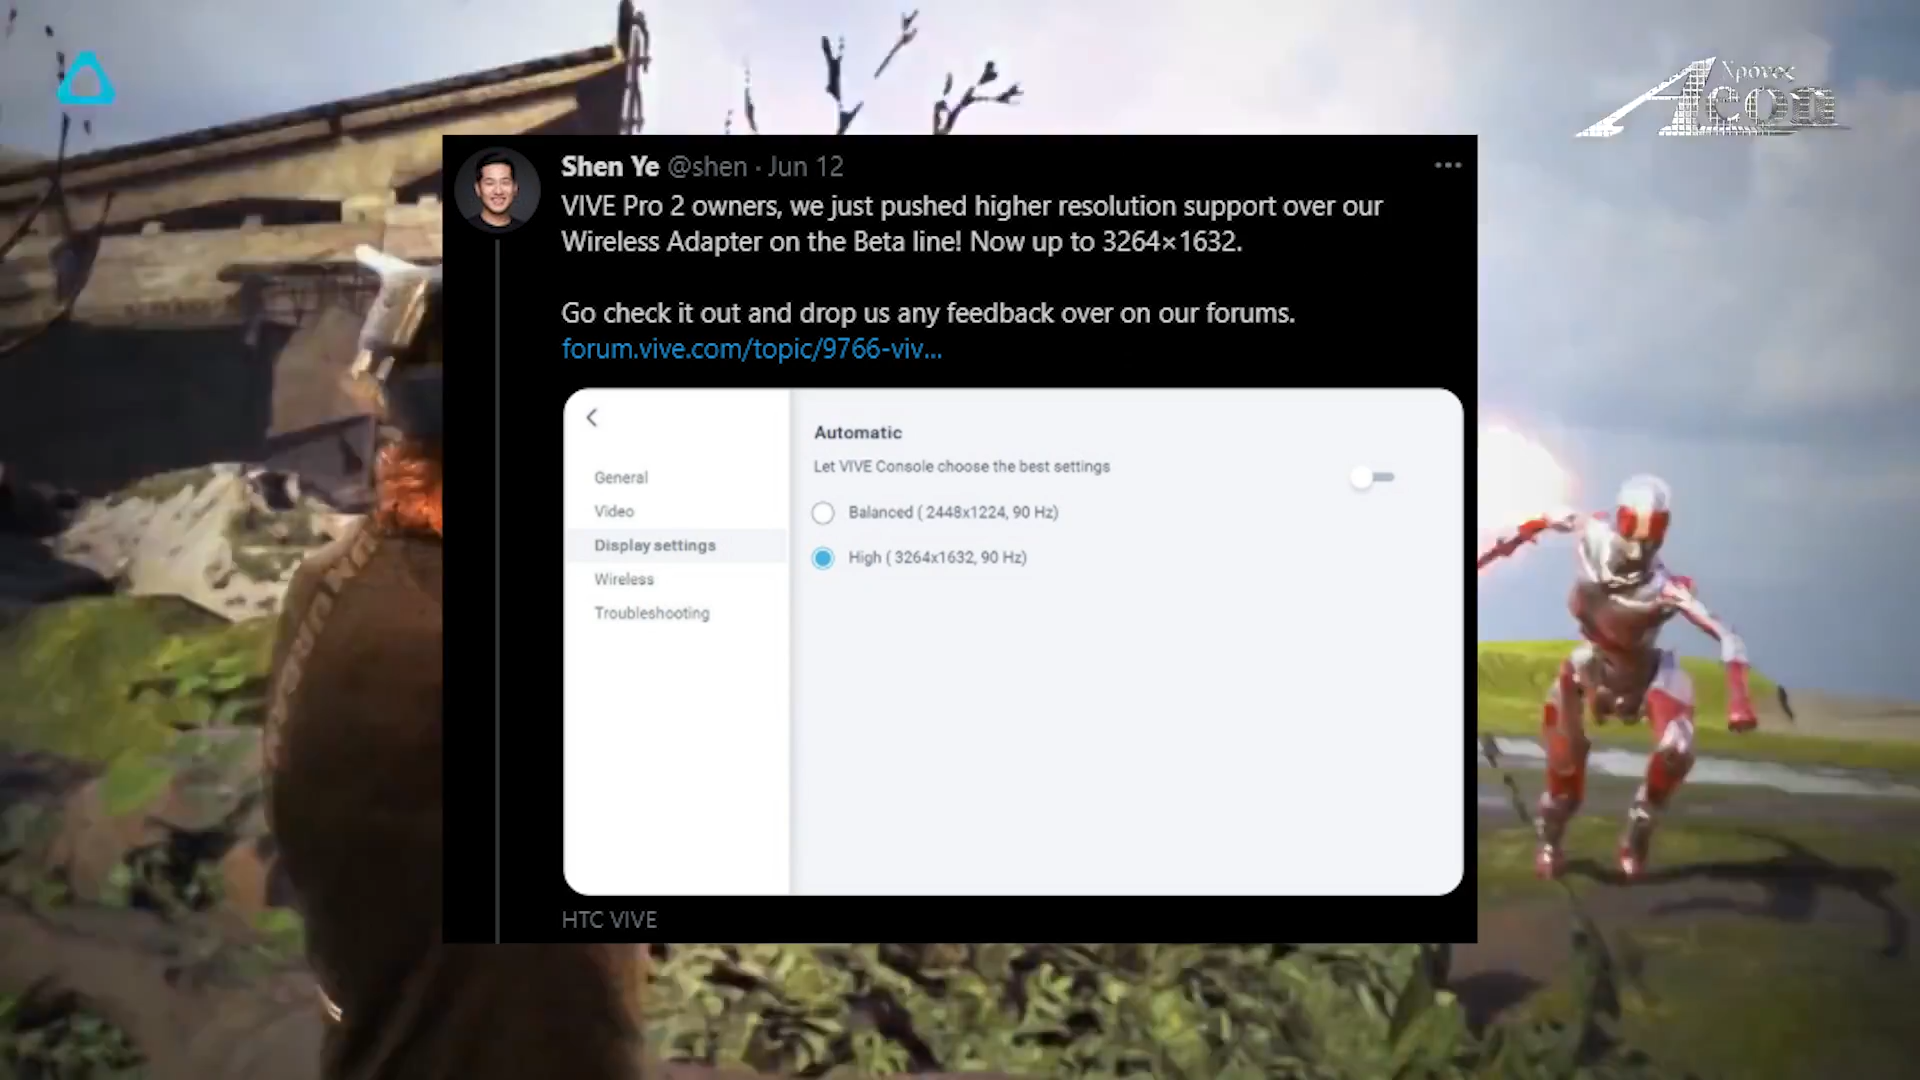 Χρόνος
Aeon
Shen Ye @shen · Jun 12
VIVE Pro 2 owners, we just pushed higher resolution support over our
Wireless Adapter on the Beta line! Now up to 3264×1632.
Go check it out and drop us any feedback over on our forums.
forum.vive.com/topic/9766-viv...
General
Video
Display settings
Wireless
Troubleshooting
Automatic
Let VIVE Console choose the best settings
Balanced ( 2448x1224, 90 Hz)
High ( 3264x1632, 90 Hz)
HTC VIVE